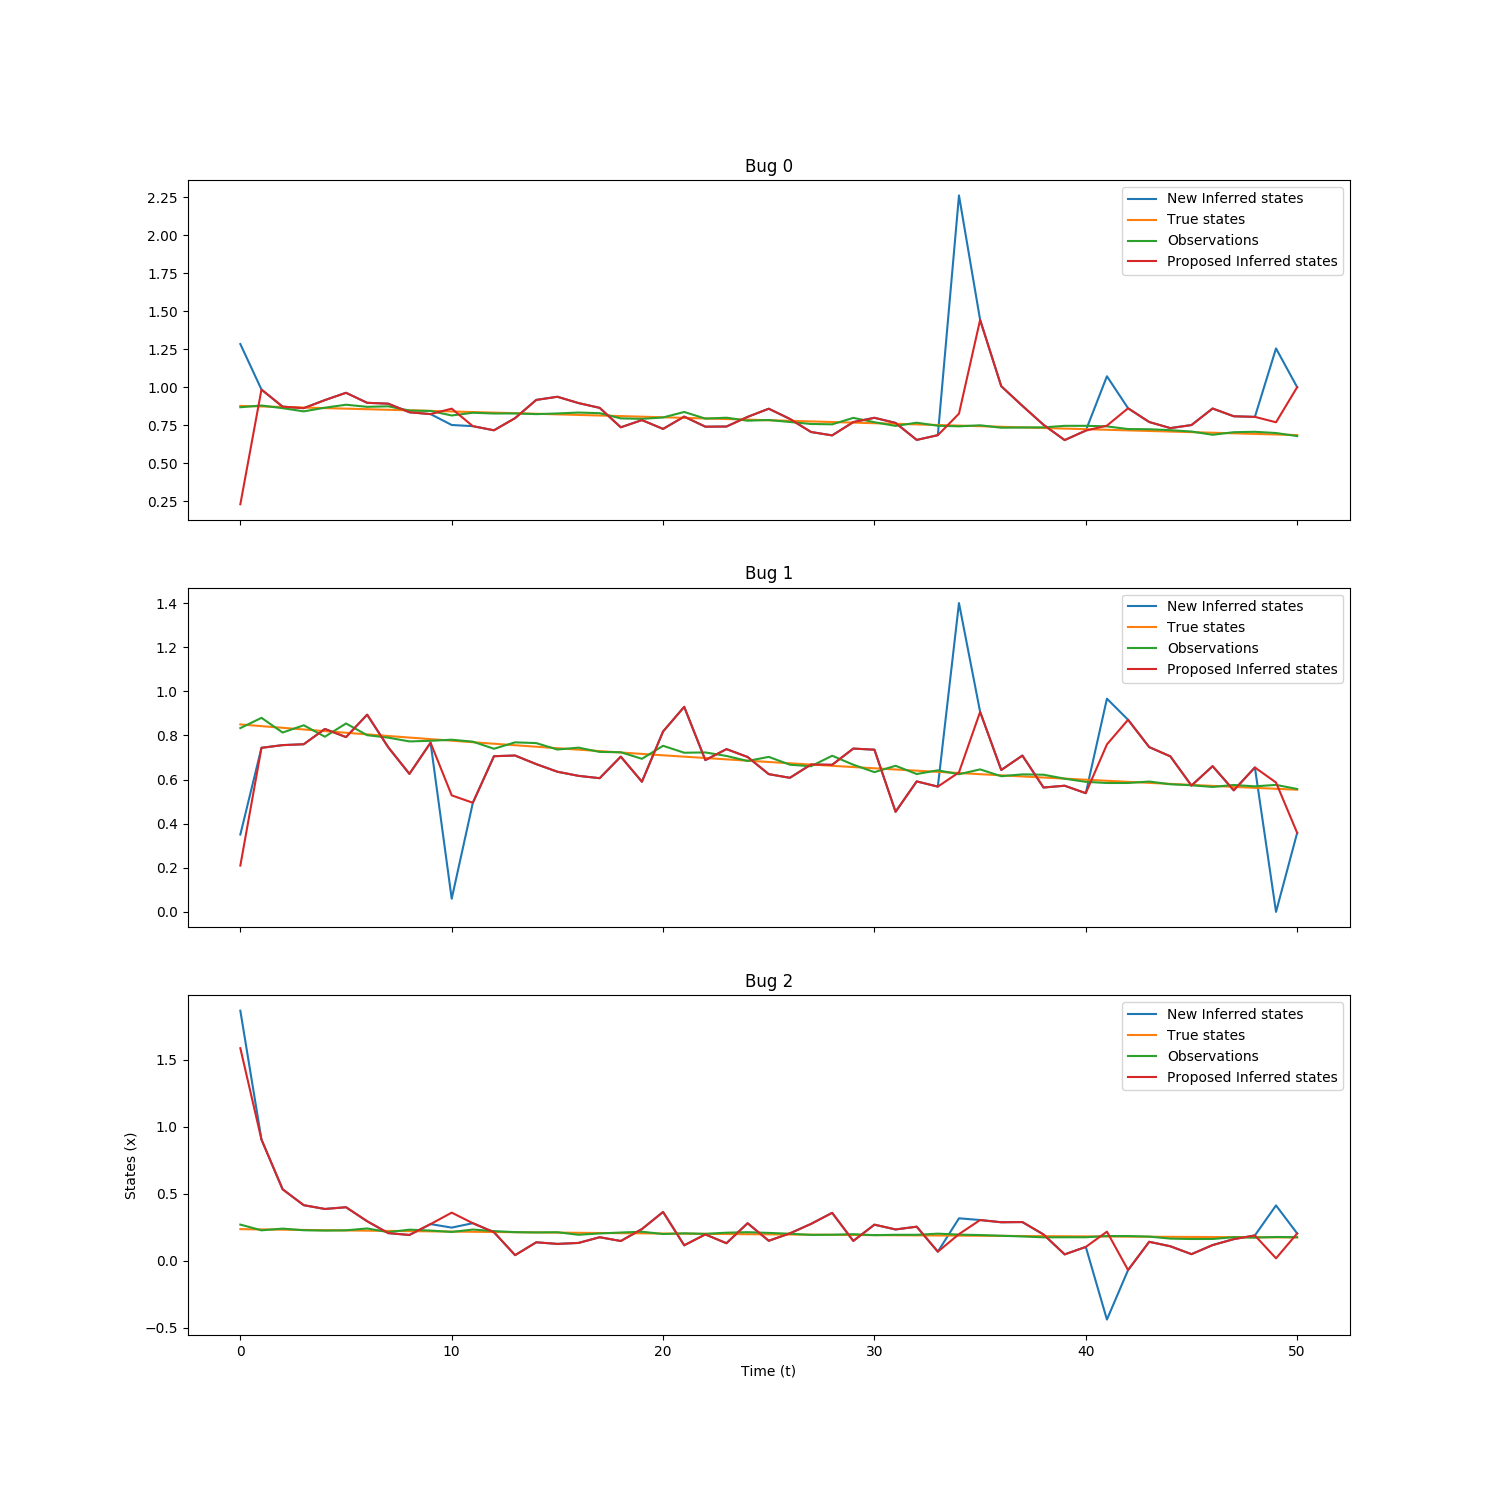 Bug 0
2.25
2.00
1.75
1.50
1.25
1.00
0.75
0.50
0.25
New Inferred states
True states
Observations
Proposed Inferred states
Bug 1
1.4
1.2
1.0
0.8
0.6
0.4
0.2
0.0
New Inferred states
True states
Observations
Proposed Inferred states
Bug 2
States (x)
1.5
1.0
0.5
0.0
−0.5
New Inferred states
True states
Observations
Proposed Inferred states
0 10 20 30 40 50
Time (t)